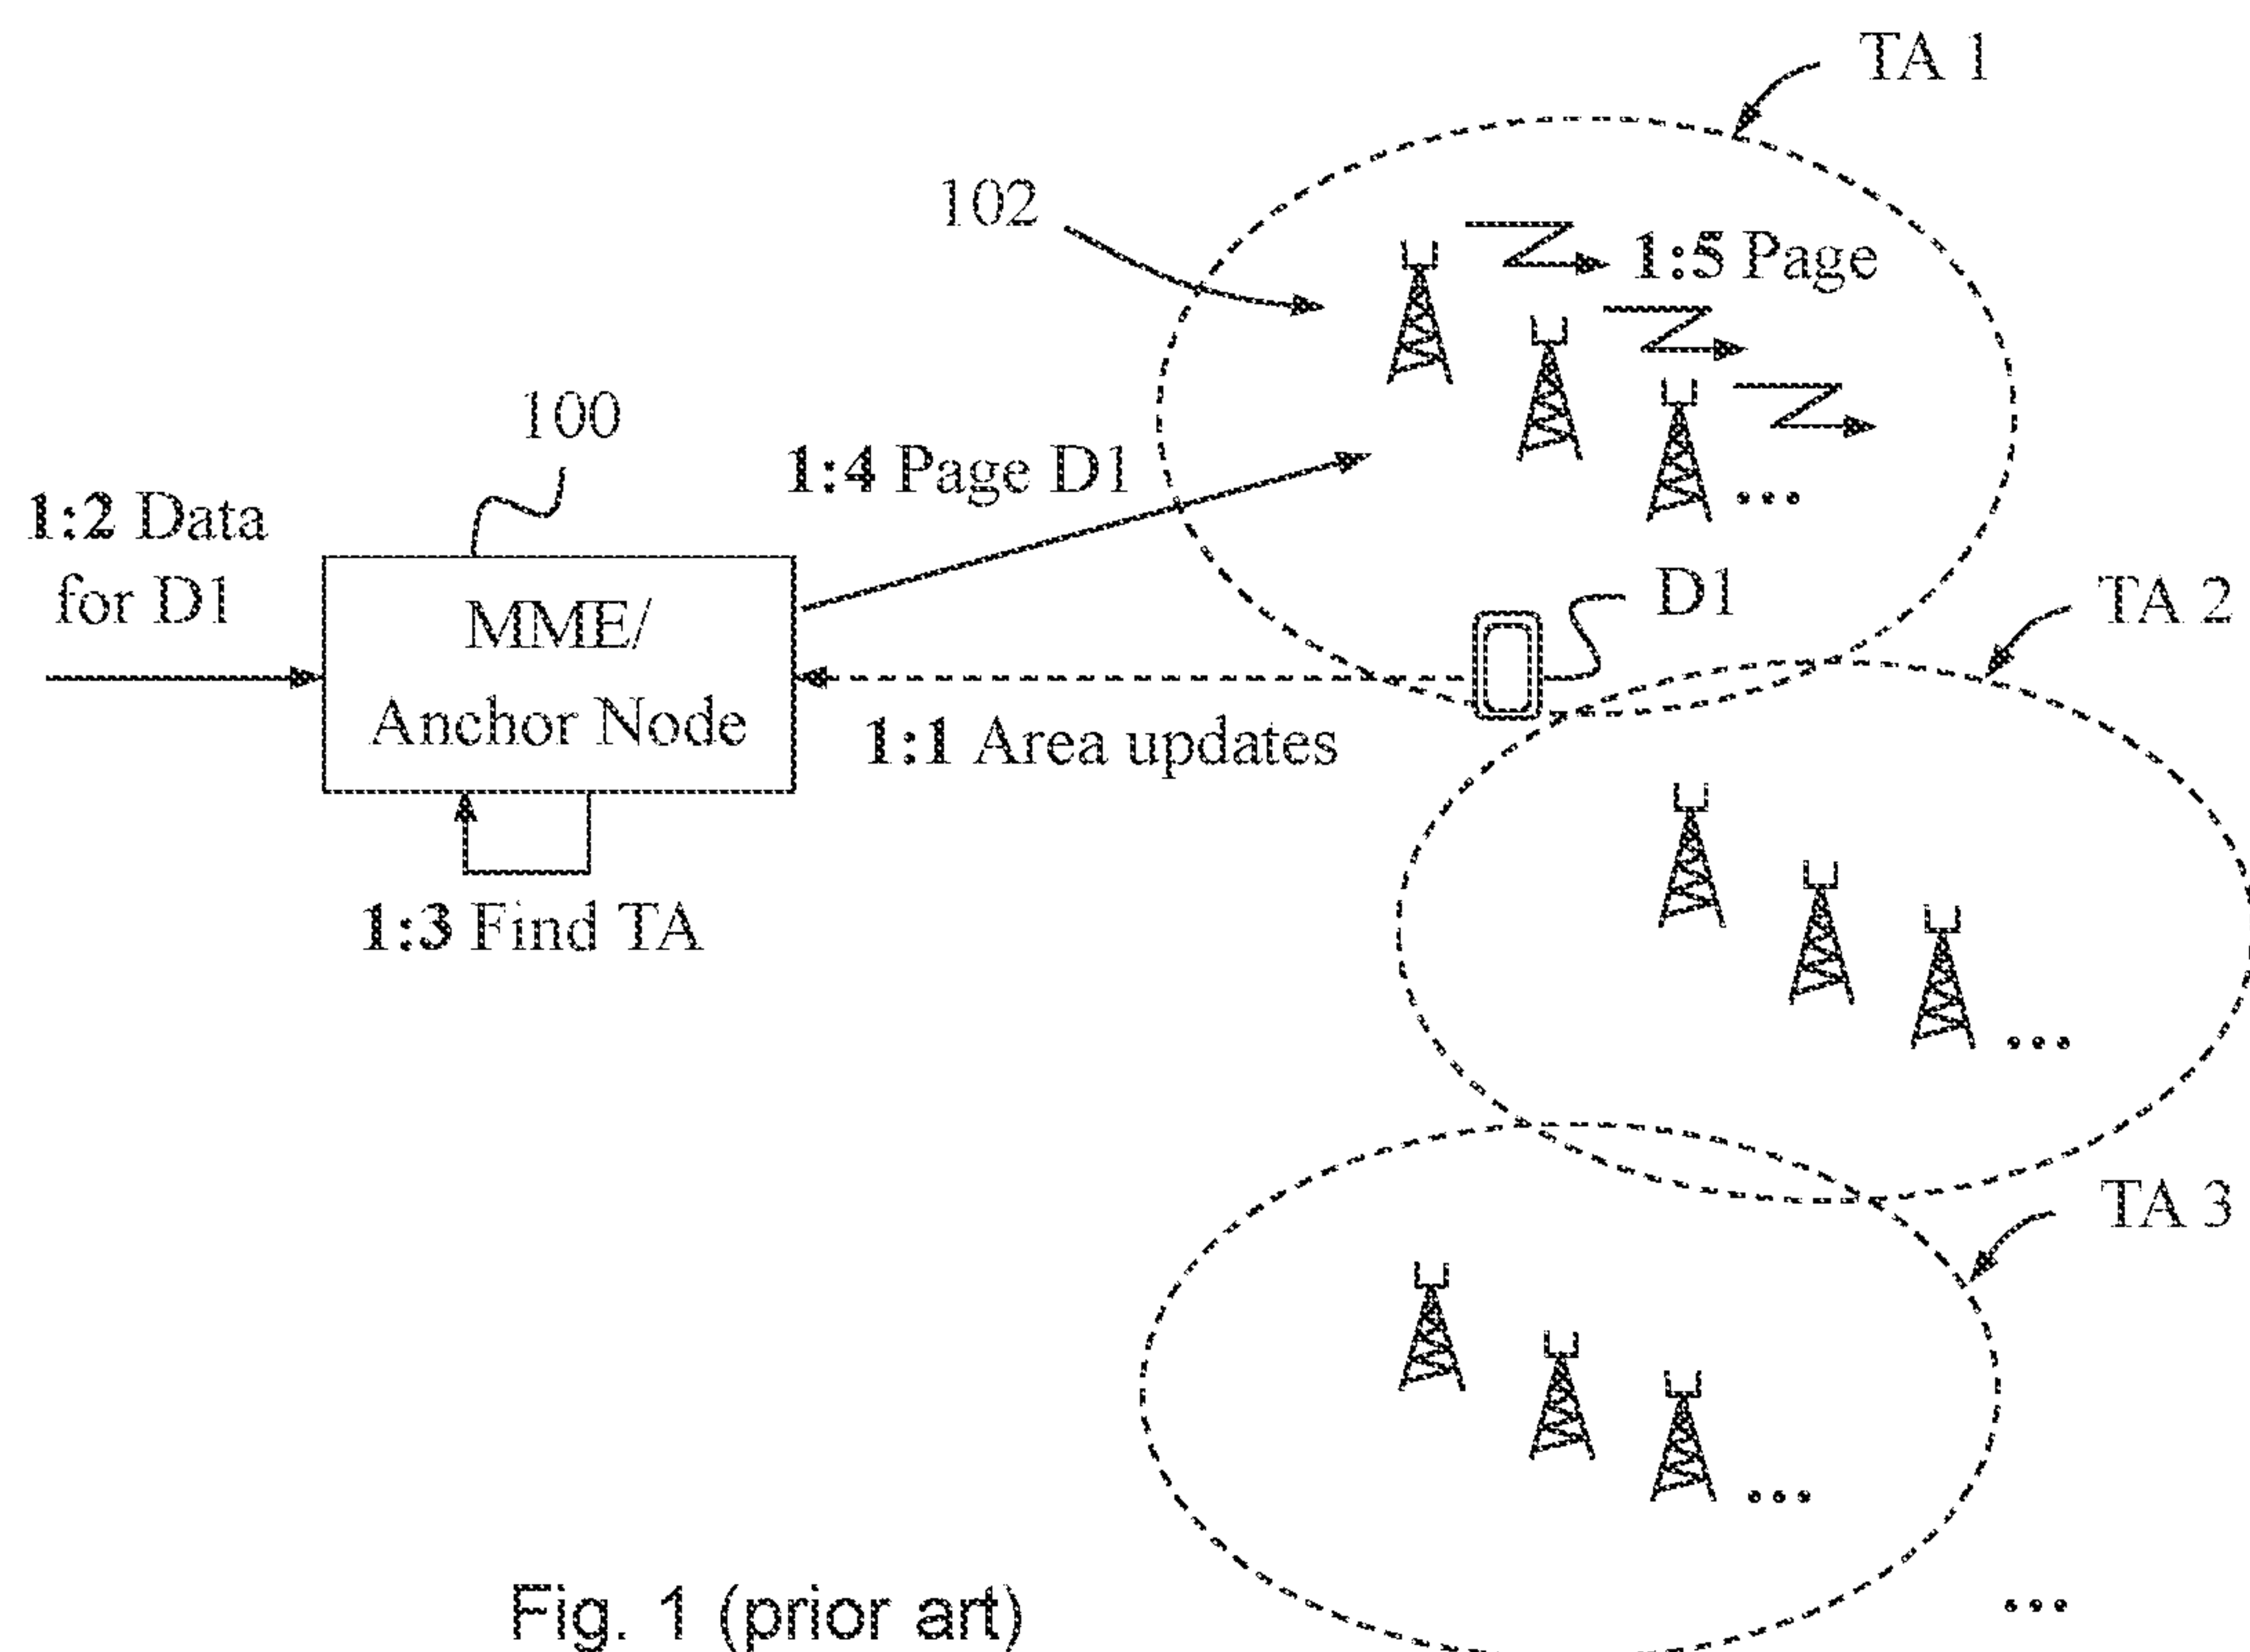 TA 1
102
1:5 Page
100
1:4 Page D1
1:2 Data
for D1
D1
TA 2
MME/
Anchor Node
1:1 Area updates
1:3 Find TA
TA 3
Fig. 1 (prior art)